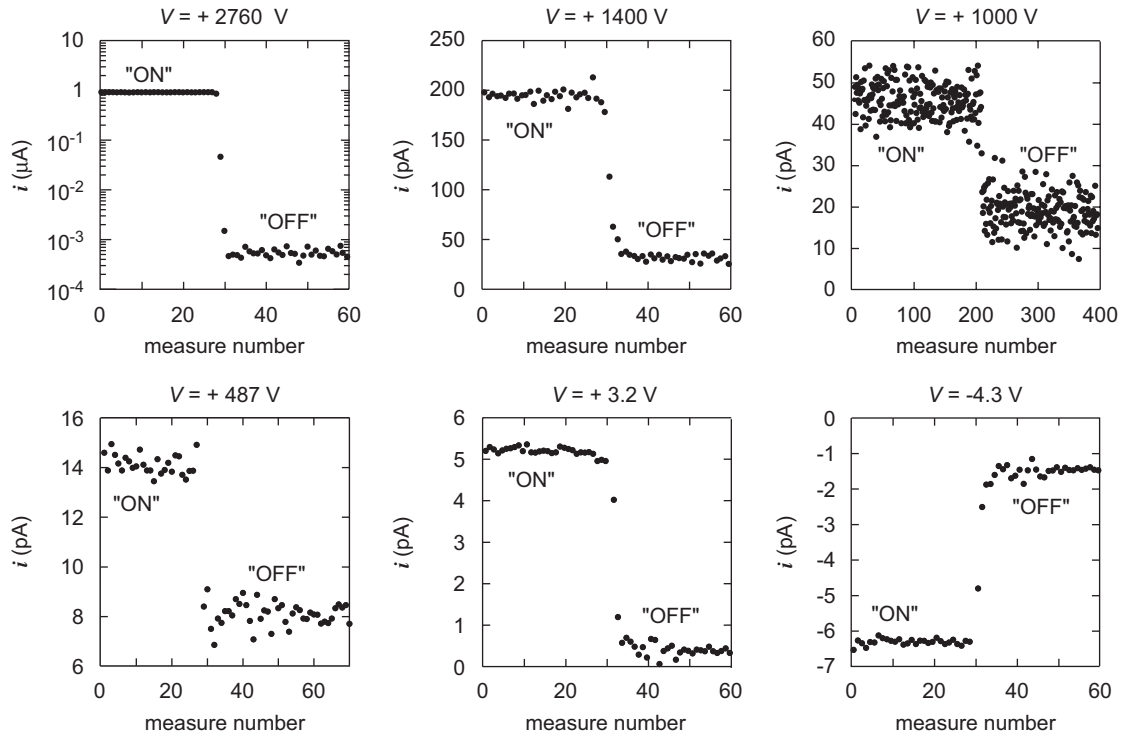 V = + 2760 V
i (μA)
10
1
10⁻¹
10⁻²
10⁻³
10⁻⁴
"ON"
"OFF"
0 20 40 60
measure number
V = + 1400 V
i (pA)
250
200
150
100
50
0
"ON"
"OFF"
0 20 40 60
measure number
V = + 1000 V
i (pA)
60
50
40
30
20
10
0
"ON"
"OFF"
0 100 200 300 400
measure number
V = + 487 V
i (pA)
16
14
12
10
8
6
"ON"
"OFF"
0 20 40 60
measure number
V = + 3.2 V
i (pA)
6
5
4
3
2
1
0
"ON"
"OFF"
0 20 40 60
measure number
V = -4.3 V
i (pA)
0
-1
-2
-3
-4
-5
-6
-7
"OFF"
"ON"
0 20 40 60
measure number